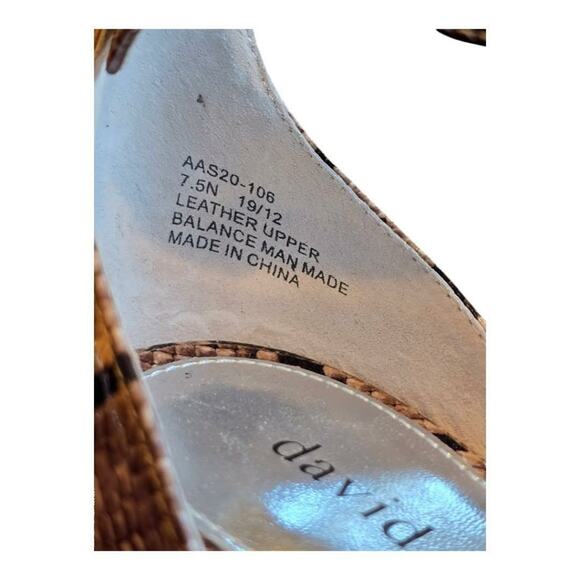 AAS20-106
7.5N 19/12
LEATHER UPPER
BALANCE MAN MADE
MADE IN CHINA
david